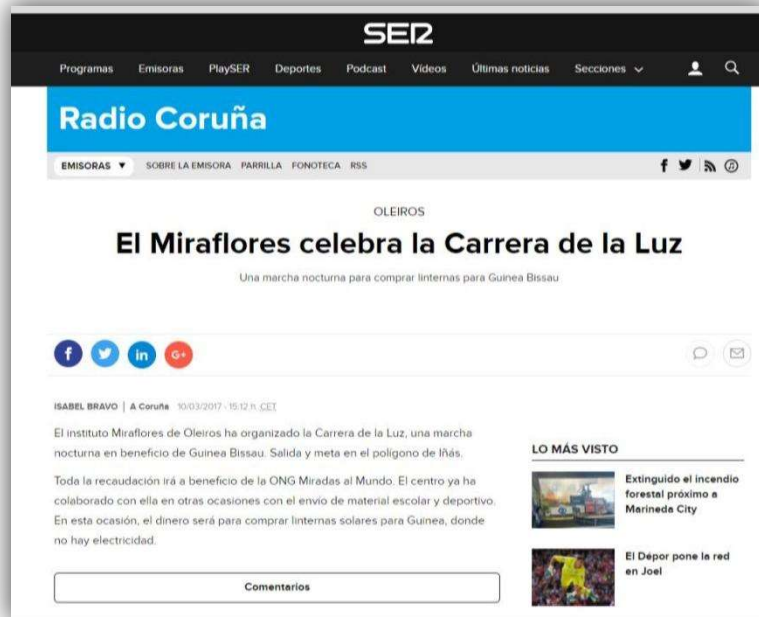 SER
Programas Emisoras PlaySER Deportes Podcast Vídeos Últimas noticias Secciones
Radio Coruña
EMISORAS ▼ SOBRE LA EMISORA PARRILLA FONOTECA RSS
OLEIROS
El Miraflores celebra la Carrera de la Luz
Una marcha nocturna para comprar linternas para Guinea Bissau
ISABEL BRAVO | A Coruña 10/03/2017 - 15:12 h. CET
El instituto Miraflores de Oleiros ha organizado la Carrera de la Luz, una marcha
nocturna en beneficio de Guinea Bissau. Salida y meta en el polígono de Iñás.
Toda la recaudación irá a beneficio de la ONG Miradas al Mundo. El centro ya ha
colaborado con ella en otras ocasiones con el envío de material escolar y deportivo.
En esta ocasión, el dinero será para comprar linternas solares para Guinea, donde
no hay electricidad.
Comentarios
LO MÁS VISTO
Extinguido el incendio
forestal próximo a
Marineda City
El Dépor pone la red
en Joel